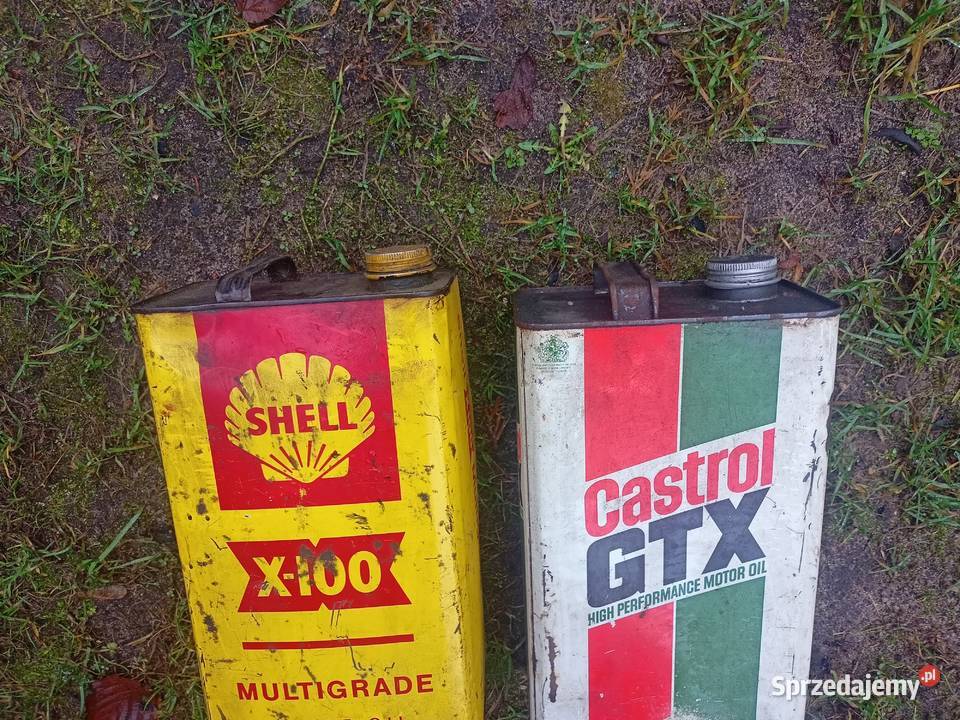 SHELL
X-100
MULTIGRADE
Castrol
GTX
HIGH PERFORMANCE MOTOR OIL
Sprzedajemy.pl